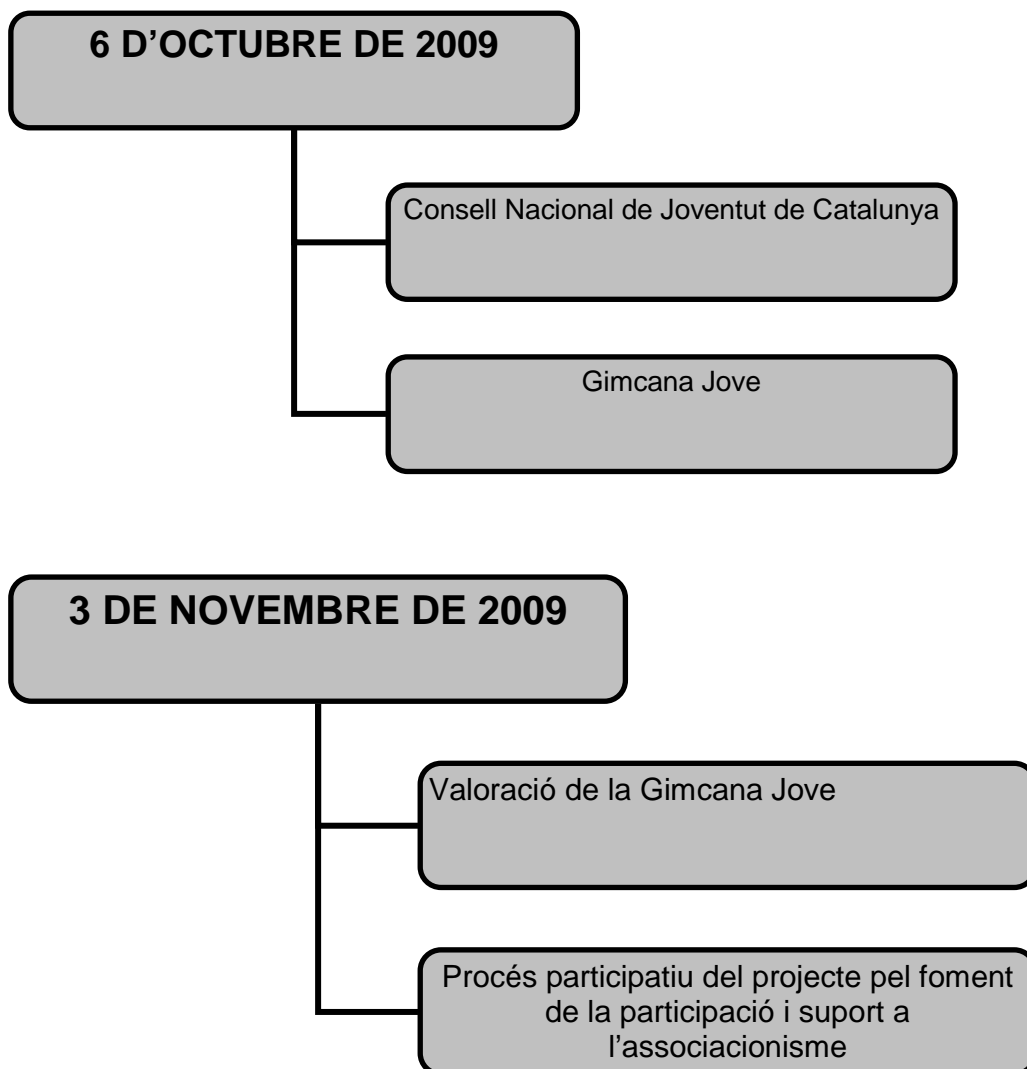 6 D’OCTUBRE DE 2009
Consell Nacional de Joventut de Catalunya
Gimcana Jove
3 DE NOVEMBRE DE 2009
Valoració de la Gimcana Jove
Procés participatiu del projecte pel foment
de la participació i suport a
l’associacionisme